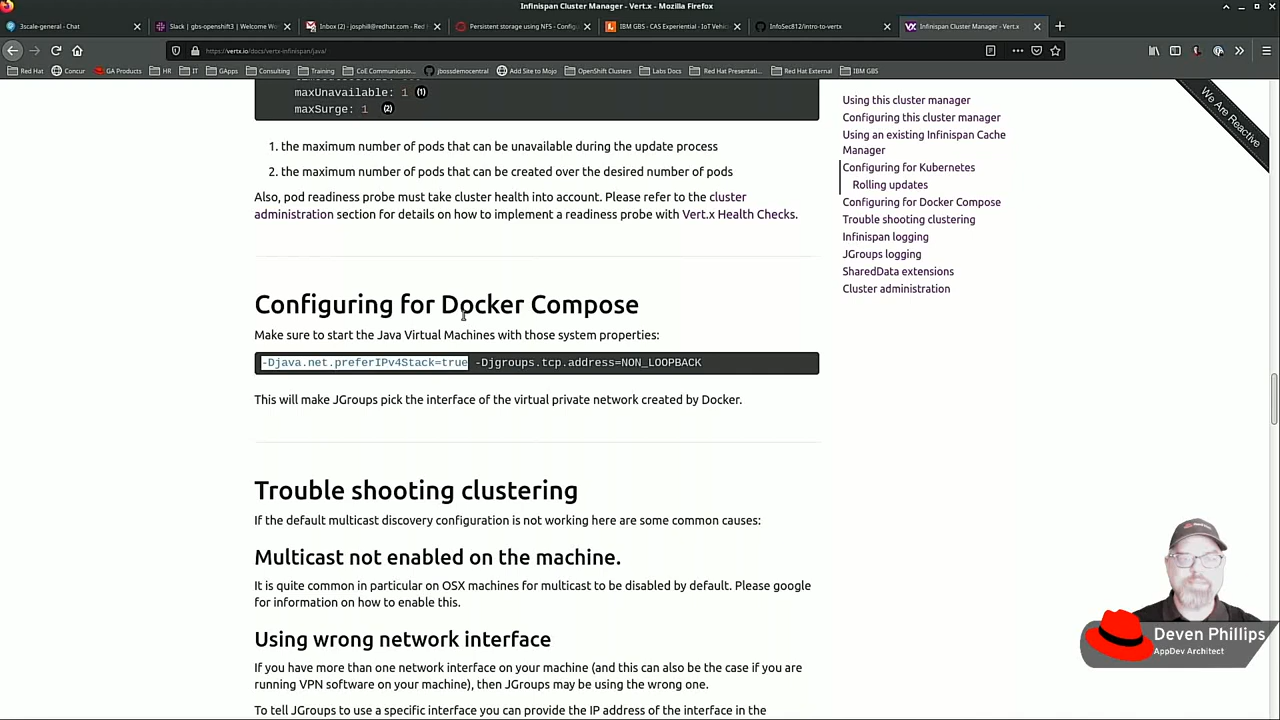 Infinispan Cluster Manager - Vert.x - Mozilla Firefox
3scale-general - Chat
Slack | gbs-openshift3 | Welcome Wo
Inbox (2) - josphill@redhat.com - Red
Persistent storage using NFS - Config
IBM GBS - CAS Experiential - IoT Vehic
InfoSec812/intro-to-vertx
Infinispan Cluster Manager - Vert.x
https://vertx.io/docs/vertx-infinispan/java/
Red Hat
Concur
GA Products
HR
IT
GApps
Consulting
Training
CoE Communicatio...
jbossdemocentral
Add Site to Mojo
OpenShift Clusters
Labs Docs
Red Hat Presentati...
Red Hat External
IBM GBS
maxUnavailable: 1 (1)
maxSurge: 1 (2)
1. the maximum number of pods that can be unavailable during the update process
2. the maximum number of pods that can be created over the desired number of pods
Also, pod readiness probe must take cluster health into account. Please refer to the cluster
administration section for details on how to implement a readiness probe with Vert.x Health Checks.
Configuring for Docker Compose
Make sure to start the Java Virtual Machines with those system properties:
-Djava.net.preferIPv4Stack=true -Djgroups.tcp.address=NON_LOOPBACK
This will make JGroups pick the interface of the virtual private network created by Docker.
Trouble shooting clustering
If the default multicast discovery configuration is not working here are some common causes:
Multicast not enabled on the machine.
It is quite common in particular on OSX machines for multicast to be disabled by default. Please google
for information on how to enable this.
Using wrong network interface
If you have more than one network interface on your machine (and this can also be the case if you are
running VPN software on your machine), then JGroups may be using the wrong one.
To tell JGroups to use a specific interface you can provide the IP address of the interface in the
Using this cluster manager
Configuring this cluster manager
Using an existing Infinispan Cache
Manager
Configuring for Kubernetes
Rolling updates
Configuring for Docker Compose
Trouble shooting clustering
Infinispan logging
JGroups logging
SharedData extensions
Cluster administration
We Are Reactive
Deven Phillips
AppDev Architect